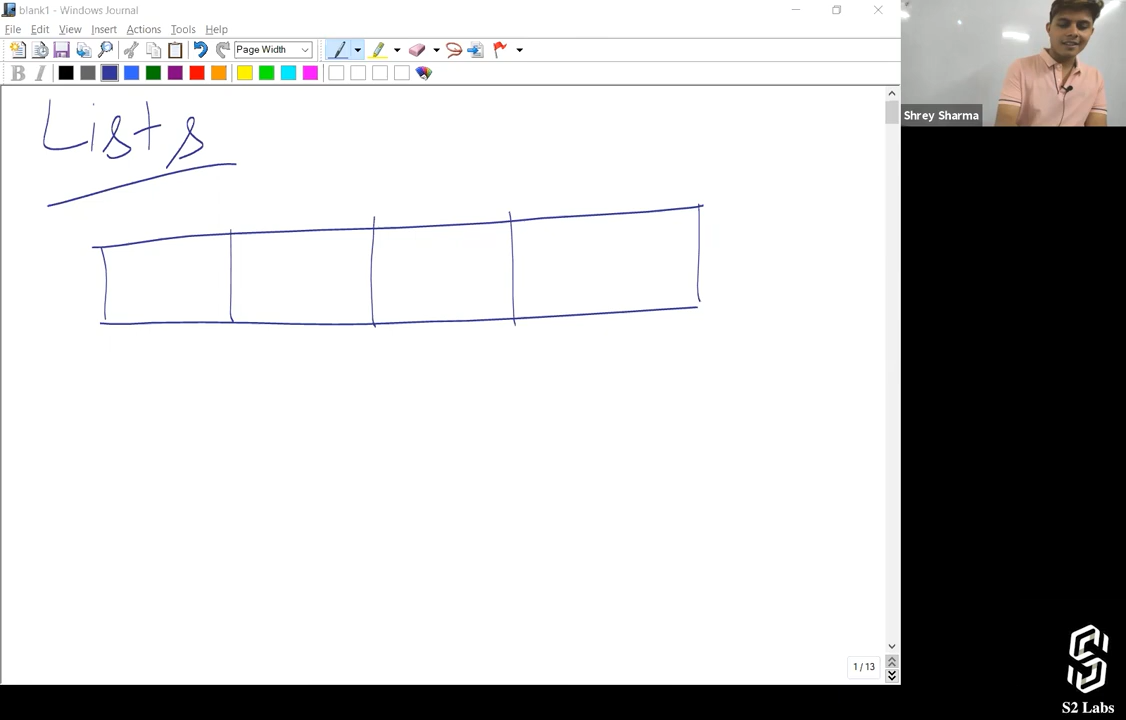 blank1 - Windows Journal
File Edit View Insert Actions Tools Help
Page Width
B I
Lists
Shrey Sharma
1 / 13
S2 Labs